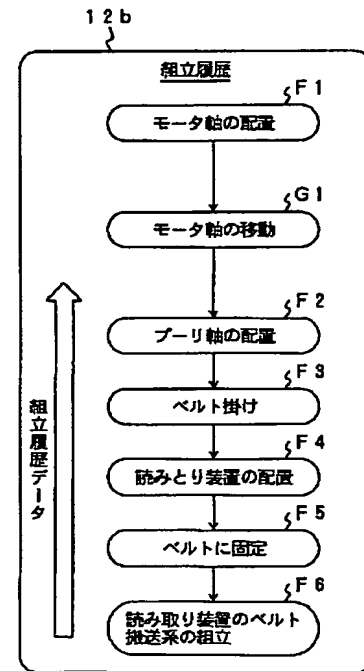 12b
組立履歴
F1
モータ軸の配置
G1
モータ軸の移動
F2
プーリ軸の配置
F3
ベルト掛け
F4
読みとり装置の配置
F5
ベルトに固定
F6
読み取り装置のベルト
搬送系の組立
組立履歴データ